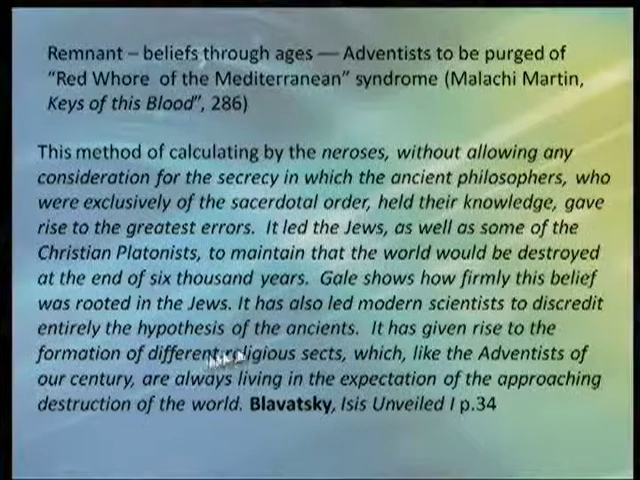 Remnant – beliefs through ages — Adventists to be purged of
"Red Whore of the Mediterranean" syndrome (Malachi Martin,
Keys of this Blood", 286)
This method of calculating by the neroses, without allowing any
consideration for the secrecy in which the ancient philosophers, who
were exclusively of the sacerdotal order, held their knowledge, gave
rise to the greatest errors. It led the Jews, as well as some of the
Christian Platonists, to maintain that the world would be destroyed
at the end of six thousand years. Gale shows how firmly this belief
was rooted in the Jews. It has also led modern scientists to discredit
entirely the hypothesis of the ancients. It has given rise to the
formation of different religious sects, which, like the Adventists of
our century, are always living in the expectation of the approaching
destruction of the world. Blavatsky, Isis Unveiled I p.34